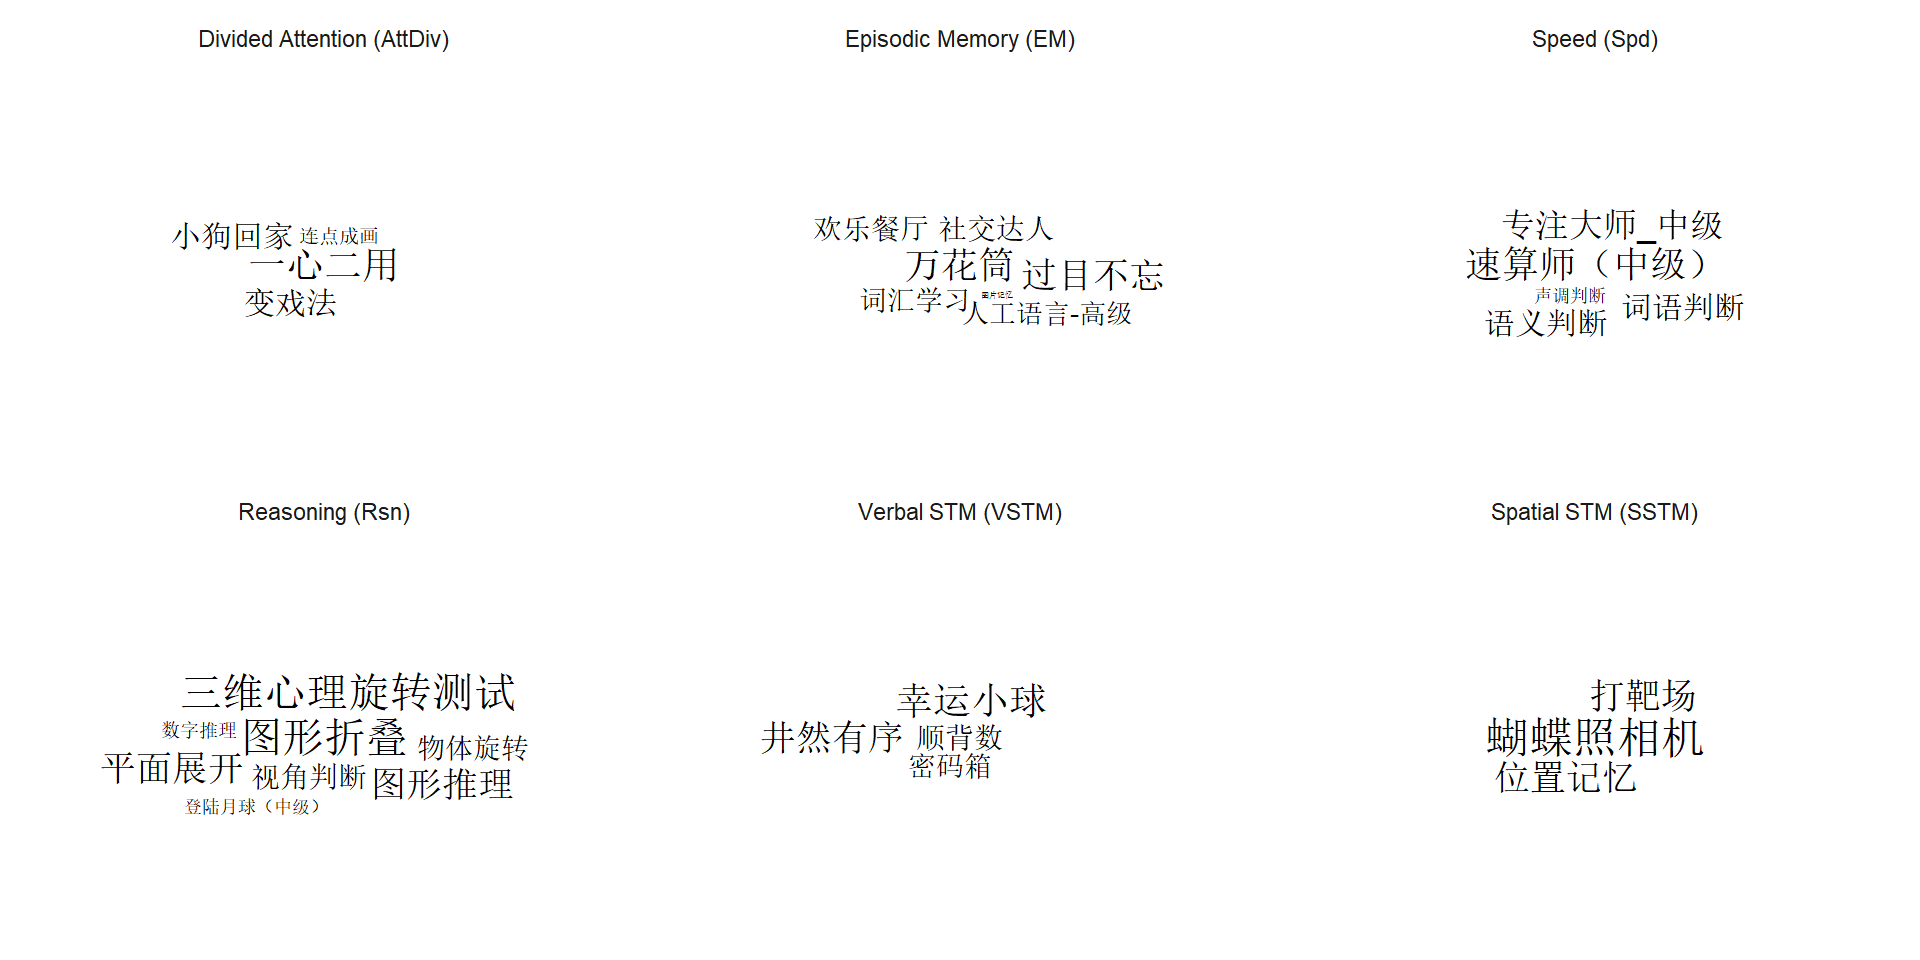 Divided Attention (AttDiv)
小狗回家 连点成画
一心二用
变戏法
Episodic Memory (EM)
欢乐餐厅 社交达人
万花筒 过目不忘
词汇学习 图片记忆
人工语言-高级
Speed (Spd)
专注大师_中级
速算师（中级）
声调判断
语义判断 词语判断
Reasoning (Rsn)
三维心理旋转测试
数字推理 图形折叠 物体旋转
平面展开 视角判断 图形推理
登陆月球（中级）
Verbal STM (VSTM)
幸运小球
井然有序 顺背数
密码箱
Spatial STM (SSTM)
打靶场
蝴蝶照相机
位置记忆